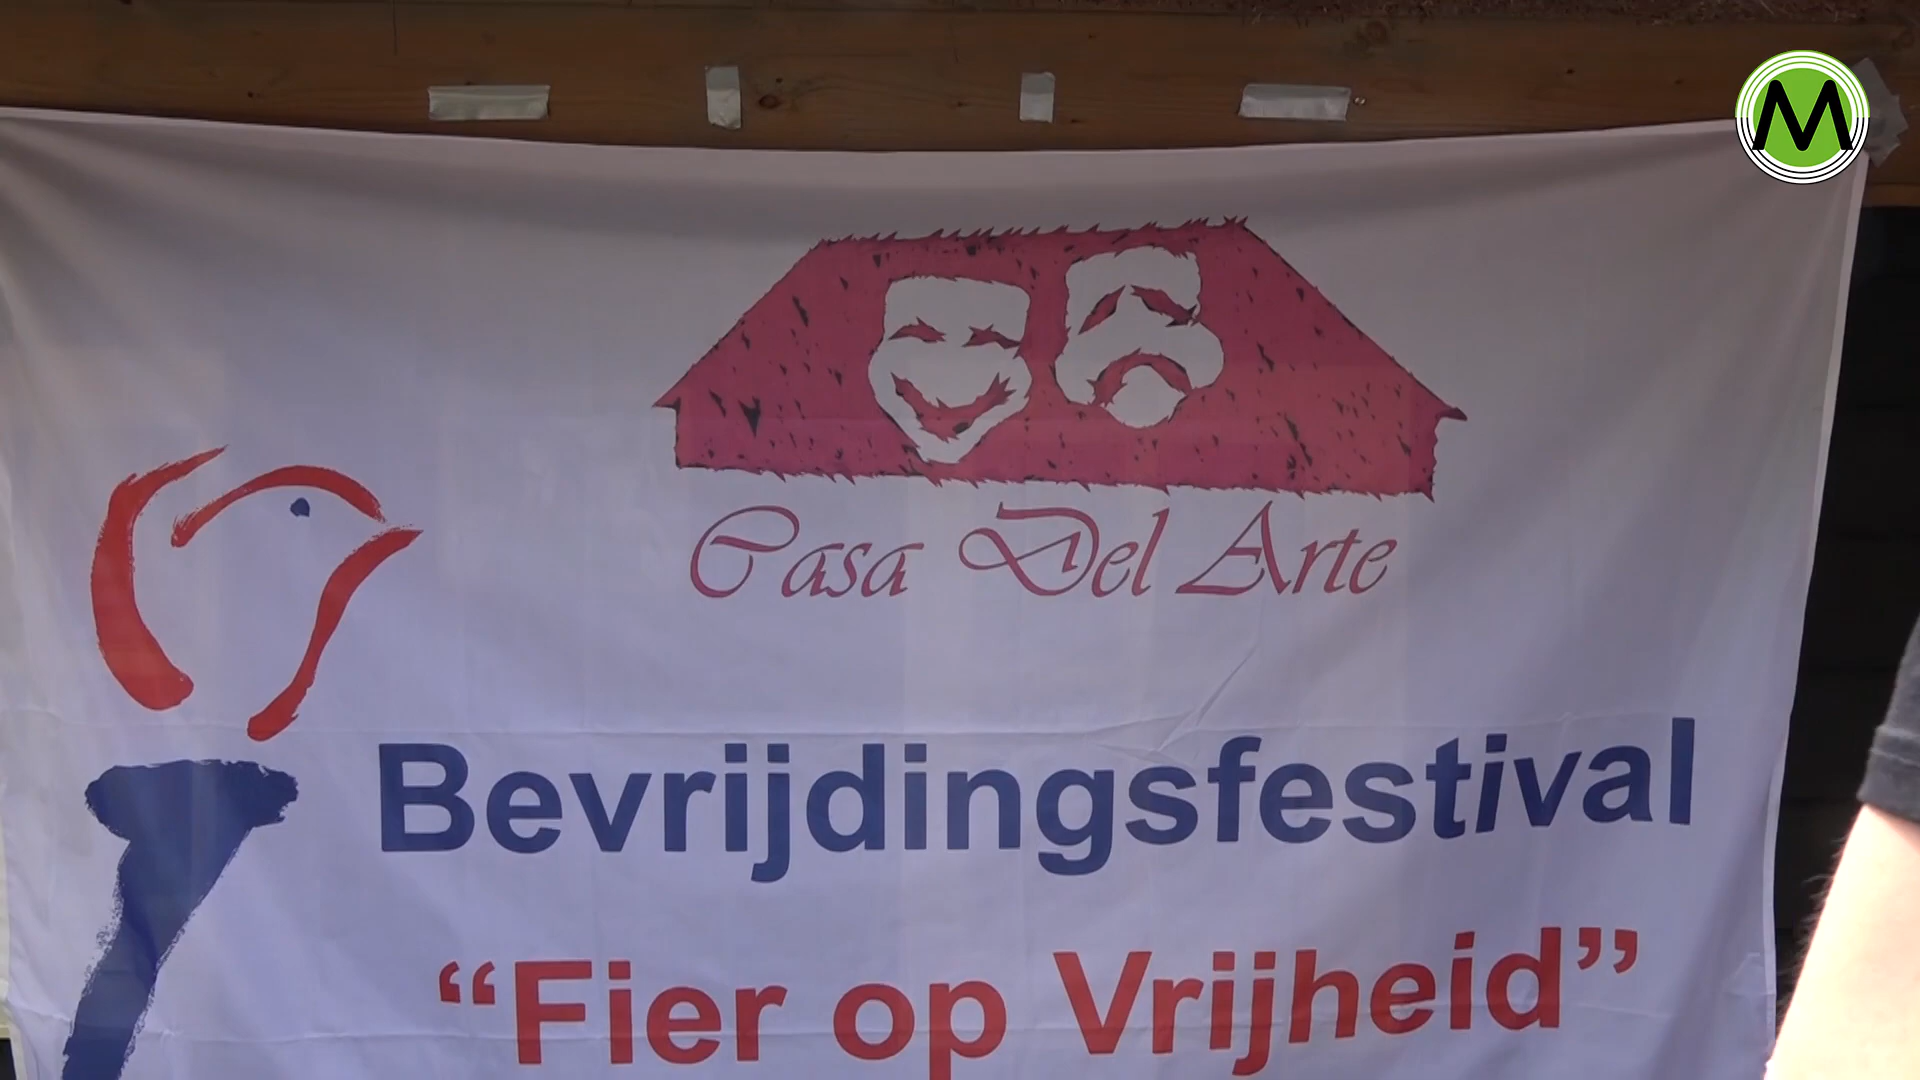 M
Casa Del Arte
Bevrijdingsfestival
“Fier op Vrijheid”